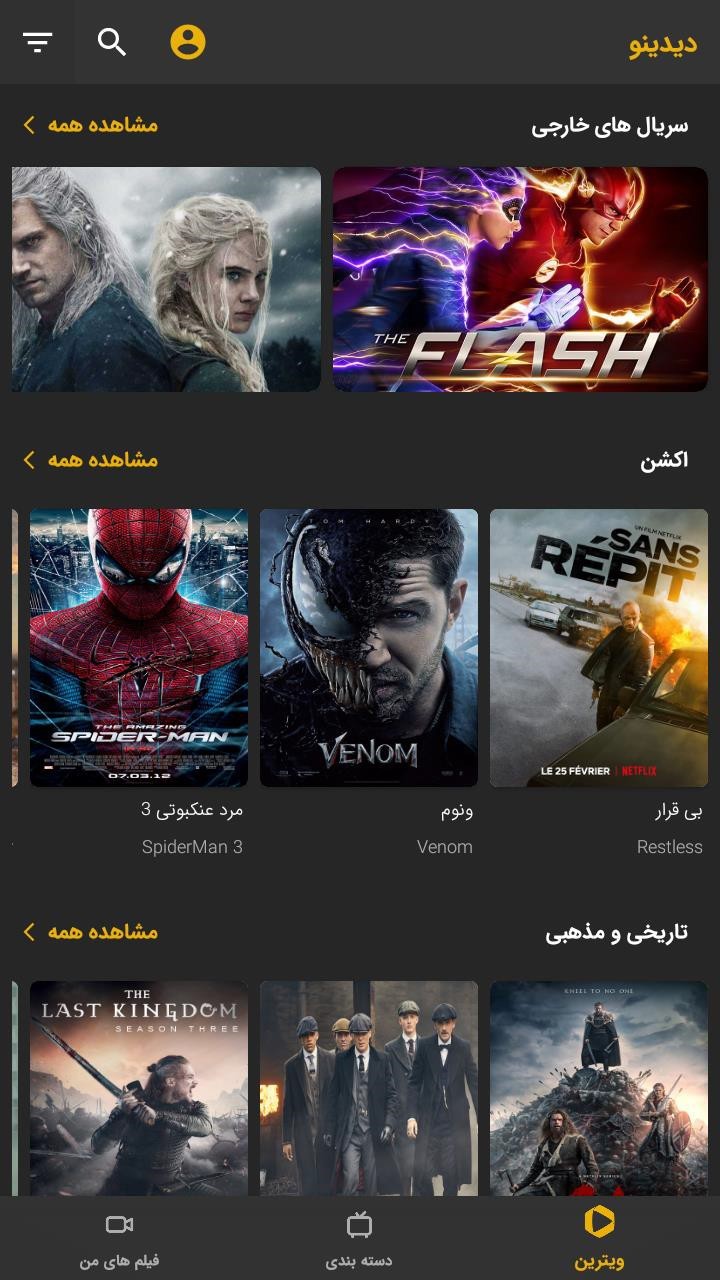 دیدینو
سریال های خارجی
مشاهده همه
THE FLASH
اکشن
مشاهده همه
UN FILM NETFLIX
SANS
RÉPIT
LE 25 FÉVRIER | NETFLIX
TOM HARDY
VENOM
THE AMAZING
SPIDER-MAN
07.03.12
بی قرار
Restless
ونوم
Venom
مرد عنکبوتی 3
SpiderMan 3
تاریخی و مذهبی
مشاهده همه
KNEEL TO NO ONE
A NETFLIX SERIES
THE
LAST KINGDOM
SEASON THREE
ویترین
دسته بندی
فیلم های من